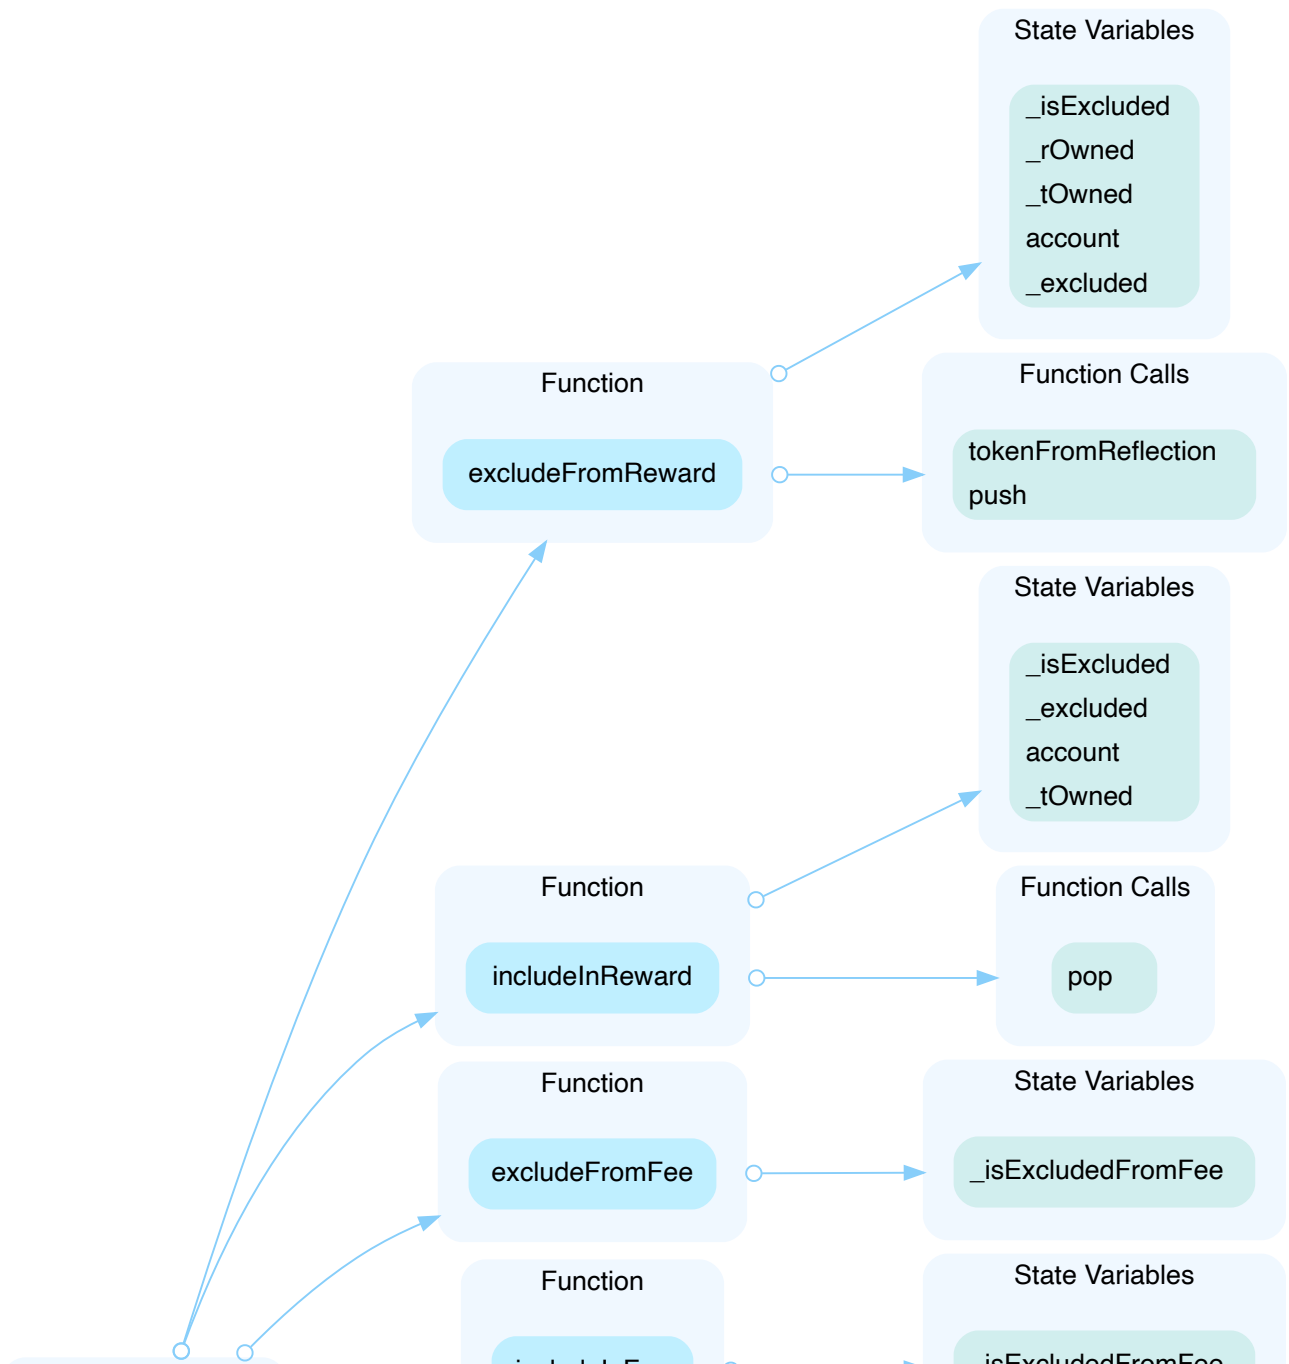 State Variables
_isExcluded
_rOwned
_tOwned
account
_excluded
Function
excludeFromReward
Function Calls
tokenFromReflection
push
State Variables
_isExcluded
_excluded
account
_tOwned
Function
includeInReward
Function Calls
pop
Function
excludeFromFee
State Variables
_isExcludedFromFee
Function
State Variables
_isExcludedFromFee